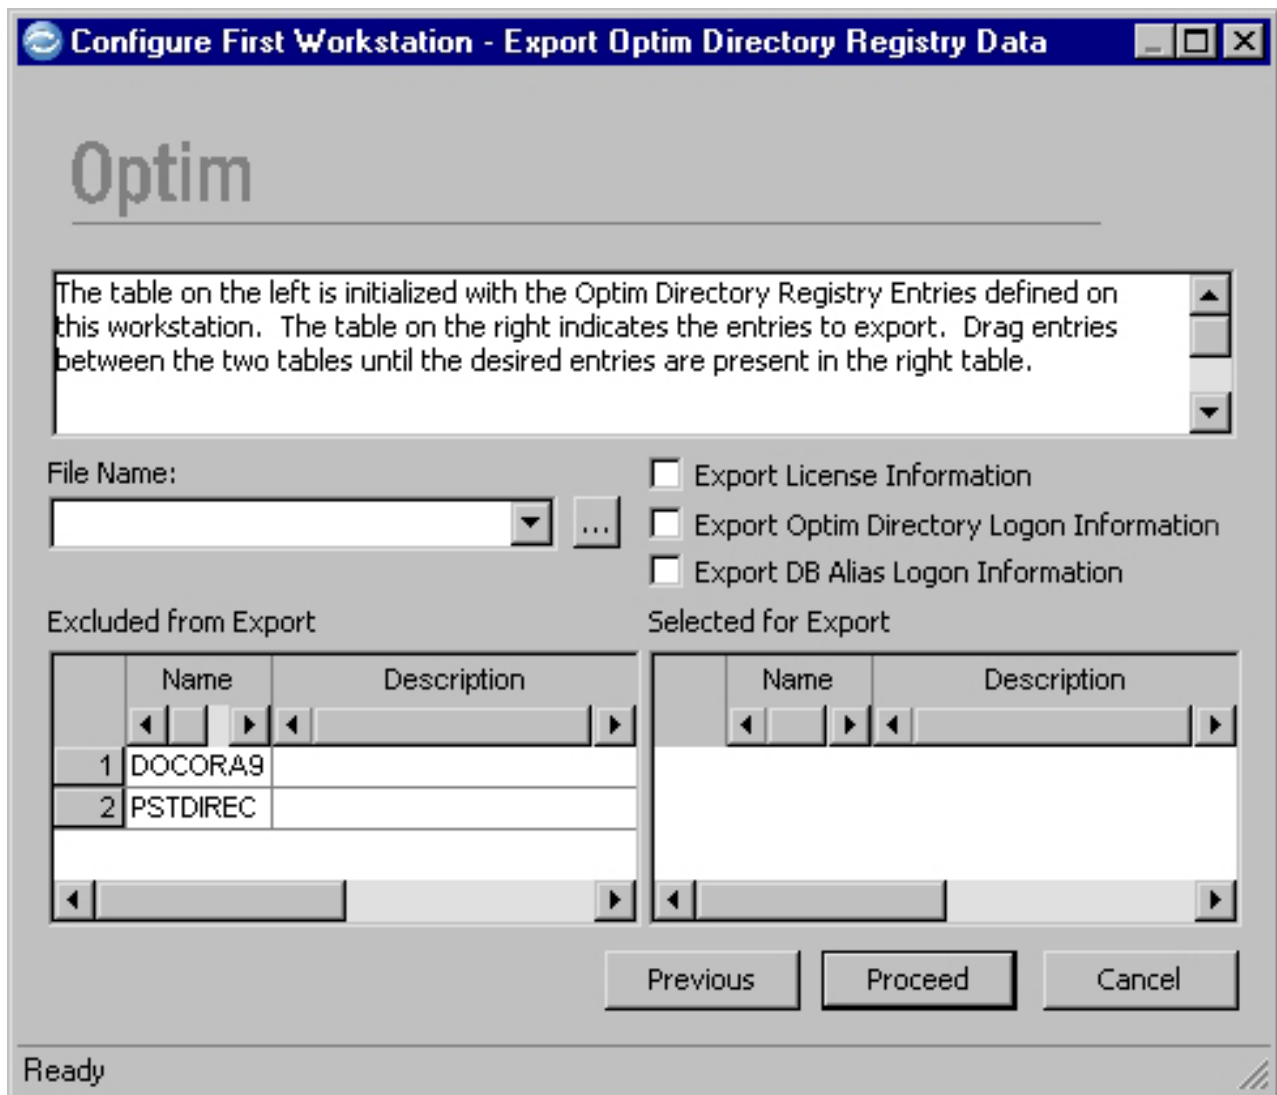 Configure First Workstation - Export Optim Directory Registry Data
Optim
The table on the left is initialized with the Optim Directory Registry Entries defined on
this workstation.  The table on the right indicates the entries to export.  Drag entries
between the two tables until the desired entries are present in the right table.
File Name:
...
Export License Information
Export Optim Directory Logon Information
Export DB Alias Logon Information
Excluded from Export
Name Description
1 DOCORA9
2 PSTDIREC
Selected for Export
Name Description
Previous Proceed Cancel
Ready